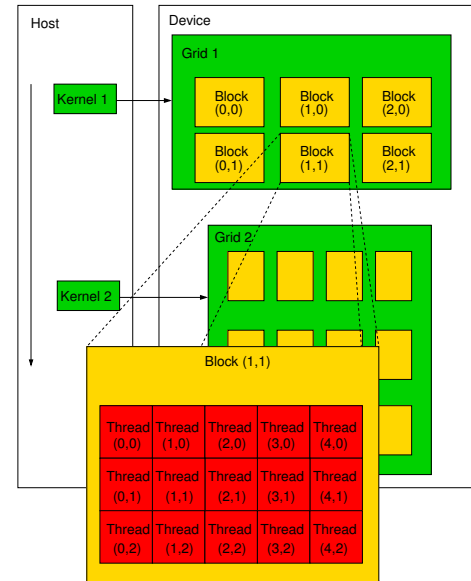 Host
Device
Grid 1
Kernel 1
Block
(0,0)
Block
(1,0)
Block
(2,0)
Block
(0,1)
Block
(1,1)
Block
(2,1)
Grid 2
Kernel 2
Block (1,1)
Thread
(0,0)
Thread
(1,0)
Thread
(2,0)
Thread
(3,0)
Thread
(4,0)
Thread
(0,1)
Thread
(1,1)
Thread
(2,1)
Thread
(3,1)
Thread
(4,1)
Thread
(0,2)
Thread
(1,2)
Thread
(2,2)
Thread
(3,2)
Thread
(4,2)